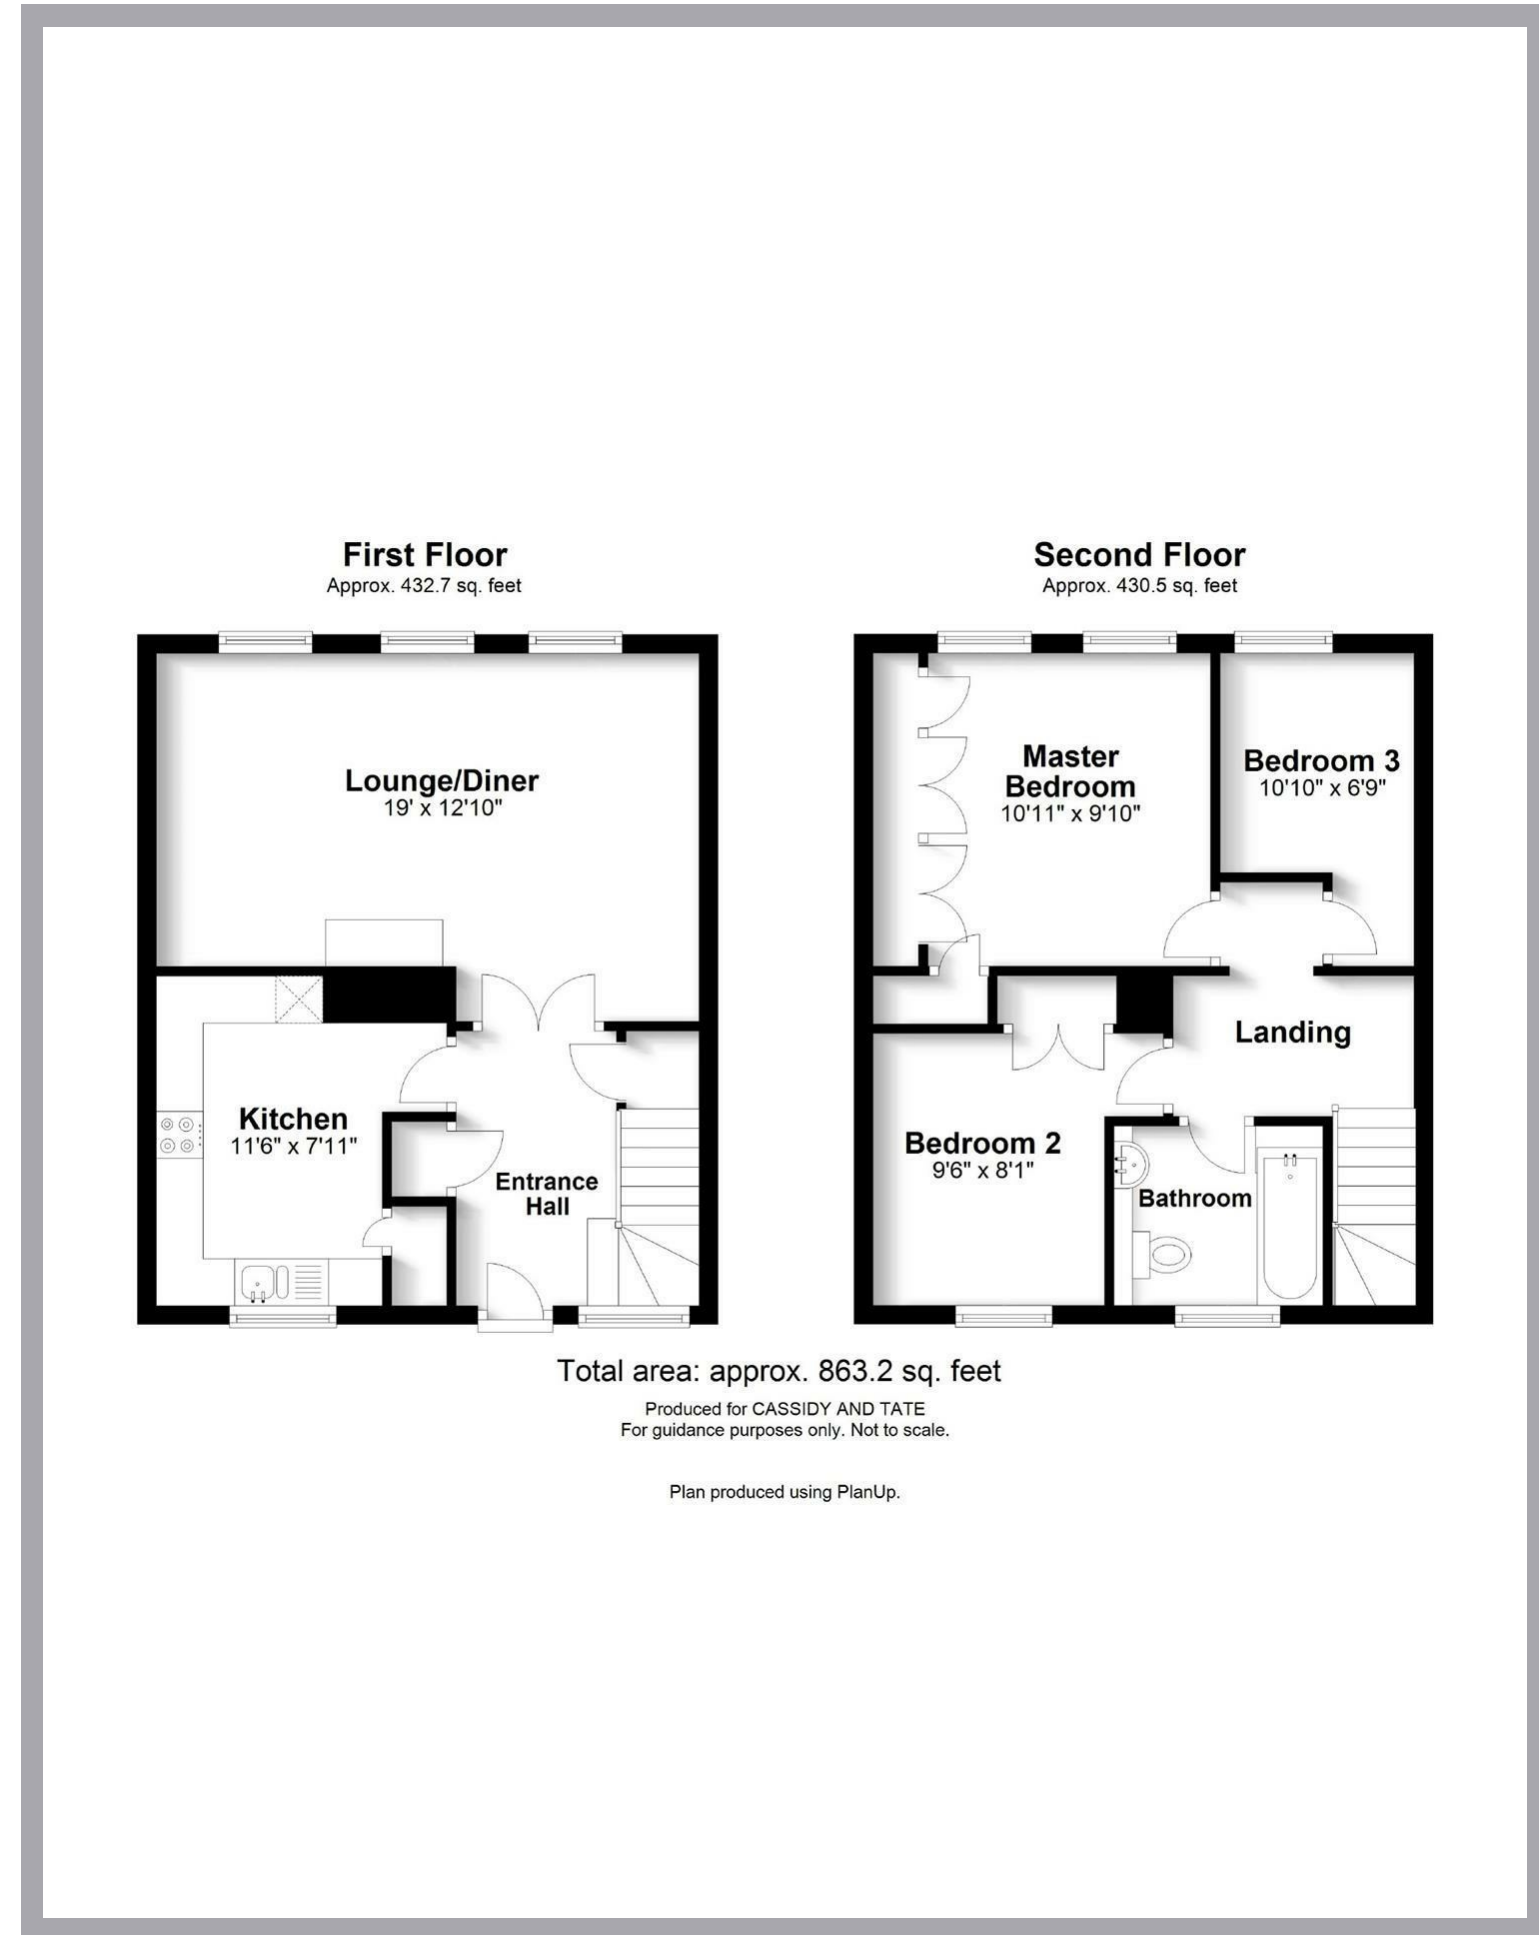 First Floor
Approx. 432.7 sq. feet
Lounge/Diner
19' x 12'10"
Kitchen
11'6" x 7'11"
Entrance
Hall
Second Floor
Approx. 430.5 sq. feet
Master
Bedroom
10'11" x 9'10"
Bedroom 3
10'10" x 6'9"
Landing
Bedroom 2
9'6" x 8'1"
Bathroom
Total area: approx. 863.2 sq. feet
Produced for CASSIDY AND TATE
For guidance purposes only. Not to scale.
Plan produced using PlanUp.